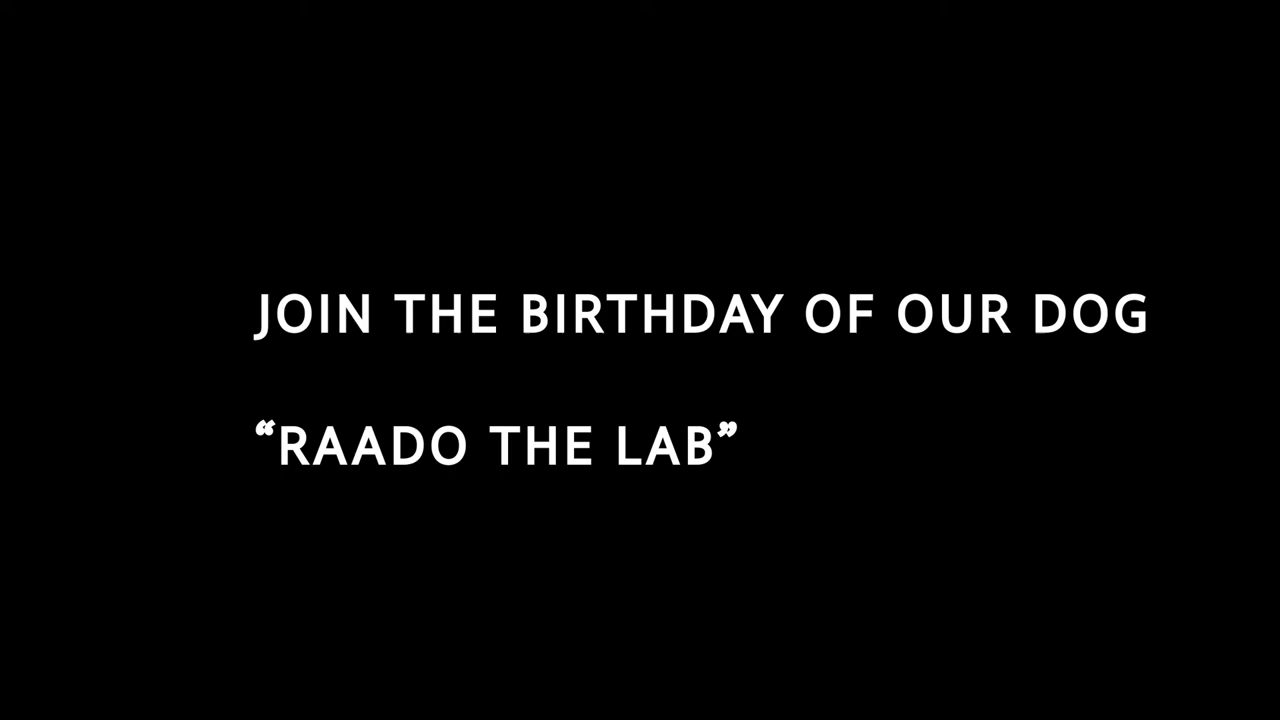 JOIN THE BIRTHDAY OF OUR DOG
“RAADO THE LAB”